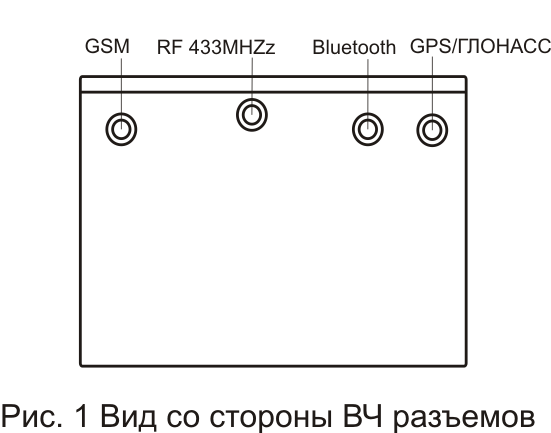 GSM RF 433MHZz Bluetooth GPS/ГЛОНАСС
Рис. 1 Вид со стороны ВЧ разъемов